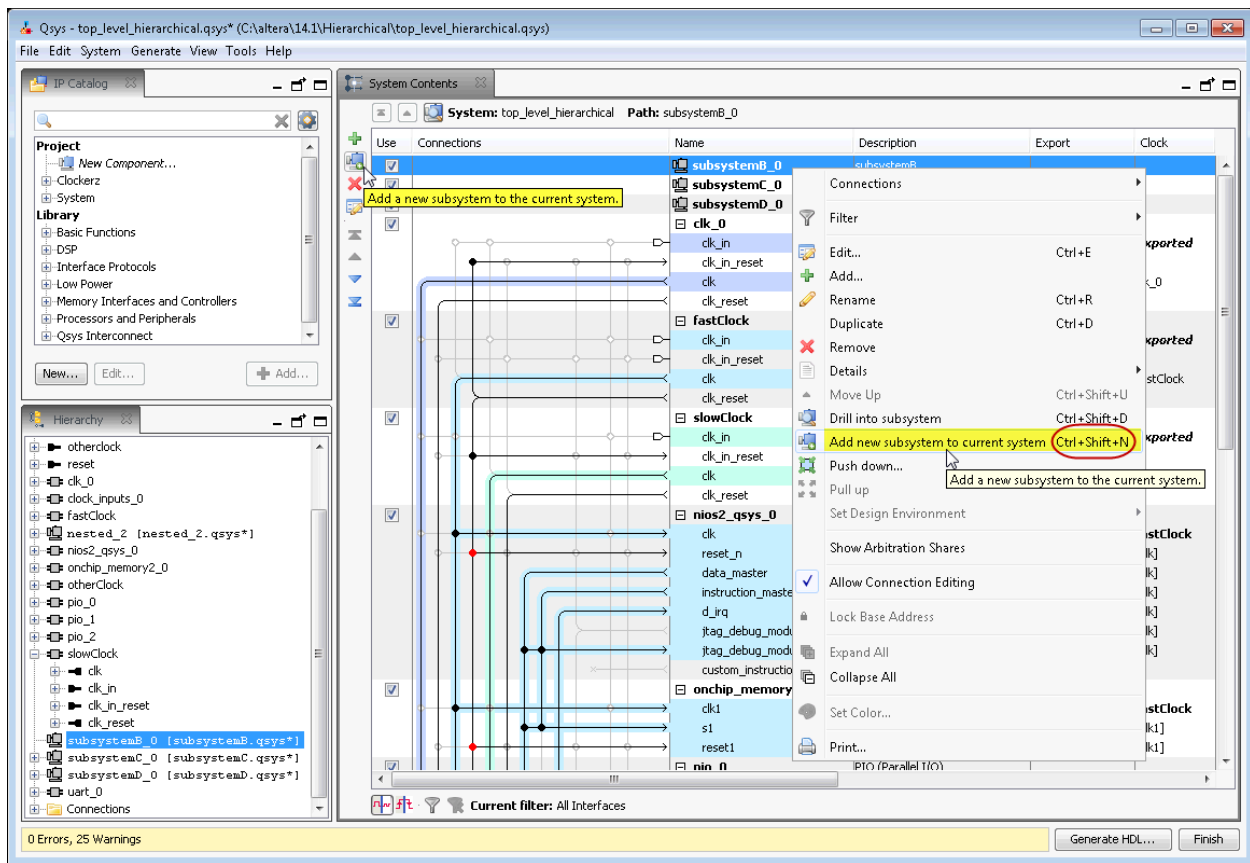 Qsys - top_level_hierarchical.qsys* (C:\altera\14.1\Hierarchical\top_level_hierarchical.qsys)
File Edit System Generate View Tools Help
IP Catalog
Project
New Component...
Clockerz
System
Library
Basic Functions
DSP
Interface Protocols
Low Power
Memory Interfaces and Controllers
Processors and Peripherals
Qsys Interconnect
New... Edit... Add...
Hierarchy
otherclock
reset
clk_0
clock_inputs_0
fastClock
nested_2 [nested_2.qsys*]
nios2_qsys_0
onchip_memory2_0
otherClock
pio_0
pio_1
pio_2
slowClock
clk
clk_in
clk_in_reset
clk_reset
subsystemB_0 [subsystemB.qsys*]
subsystemC_0 [subsystemC.qsys*]
subsystemD_0 [subsystemD.qsys*]
uart_0
Connections
System Contents
System: top_level_hierarchical Path: subsystemB_0
Use Connections Name Description Export Clock
subsystemB_0 subsystemB
subsystemC_0
Add a new subsystem to the current system.
subsystemD_0
clk_0
clk_in xported
clk_in_reset
clk k_0
clk_reset
fastClock
clk_in xported
clk_in_reset
clk stClock
clk_reset
slowClock
clk_in xported
clk_in_reset
clk
clk_reset
nios2_qsys_0
clk stClock
reset_n lk]
data_master lk]
instruction_maste lk]
d_irq lk]
jtag_debug_modu lk]
jtag_debug_modu lk]
custom_instructio
onchip_memory
clk1 stClock
s1 lk1]
reset1 lk1]
pio_0 PIO (Parallel I/O)
Connections
Filter
Edit... Ctrl+E
Add...
Rename Ctrl+R
Duplicate Ctrl+D
Remove
Details
Move Up Ctrl+Shift+U
Drill into subsystem Ctrl+Shift+D
Add new subsystem to current system Ctrl+Shift+N
Push down...
Add a new subsystem to the current system.
Pull up
Set Design Environment
Show Arbitration Shares
Allow Connection Editing
Lock Base Address
Expand All
Collapse All
Set Color...
Print...
Current filter: All Interfaces
0 Errors, 25 Warnings
Generate HDL... Finish